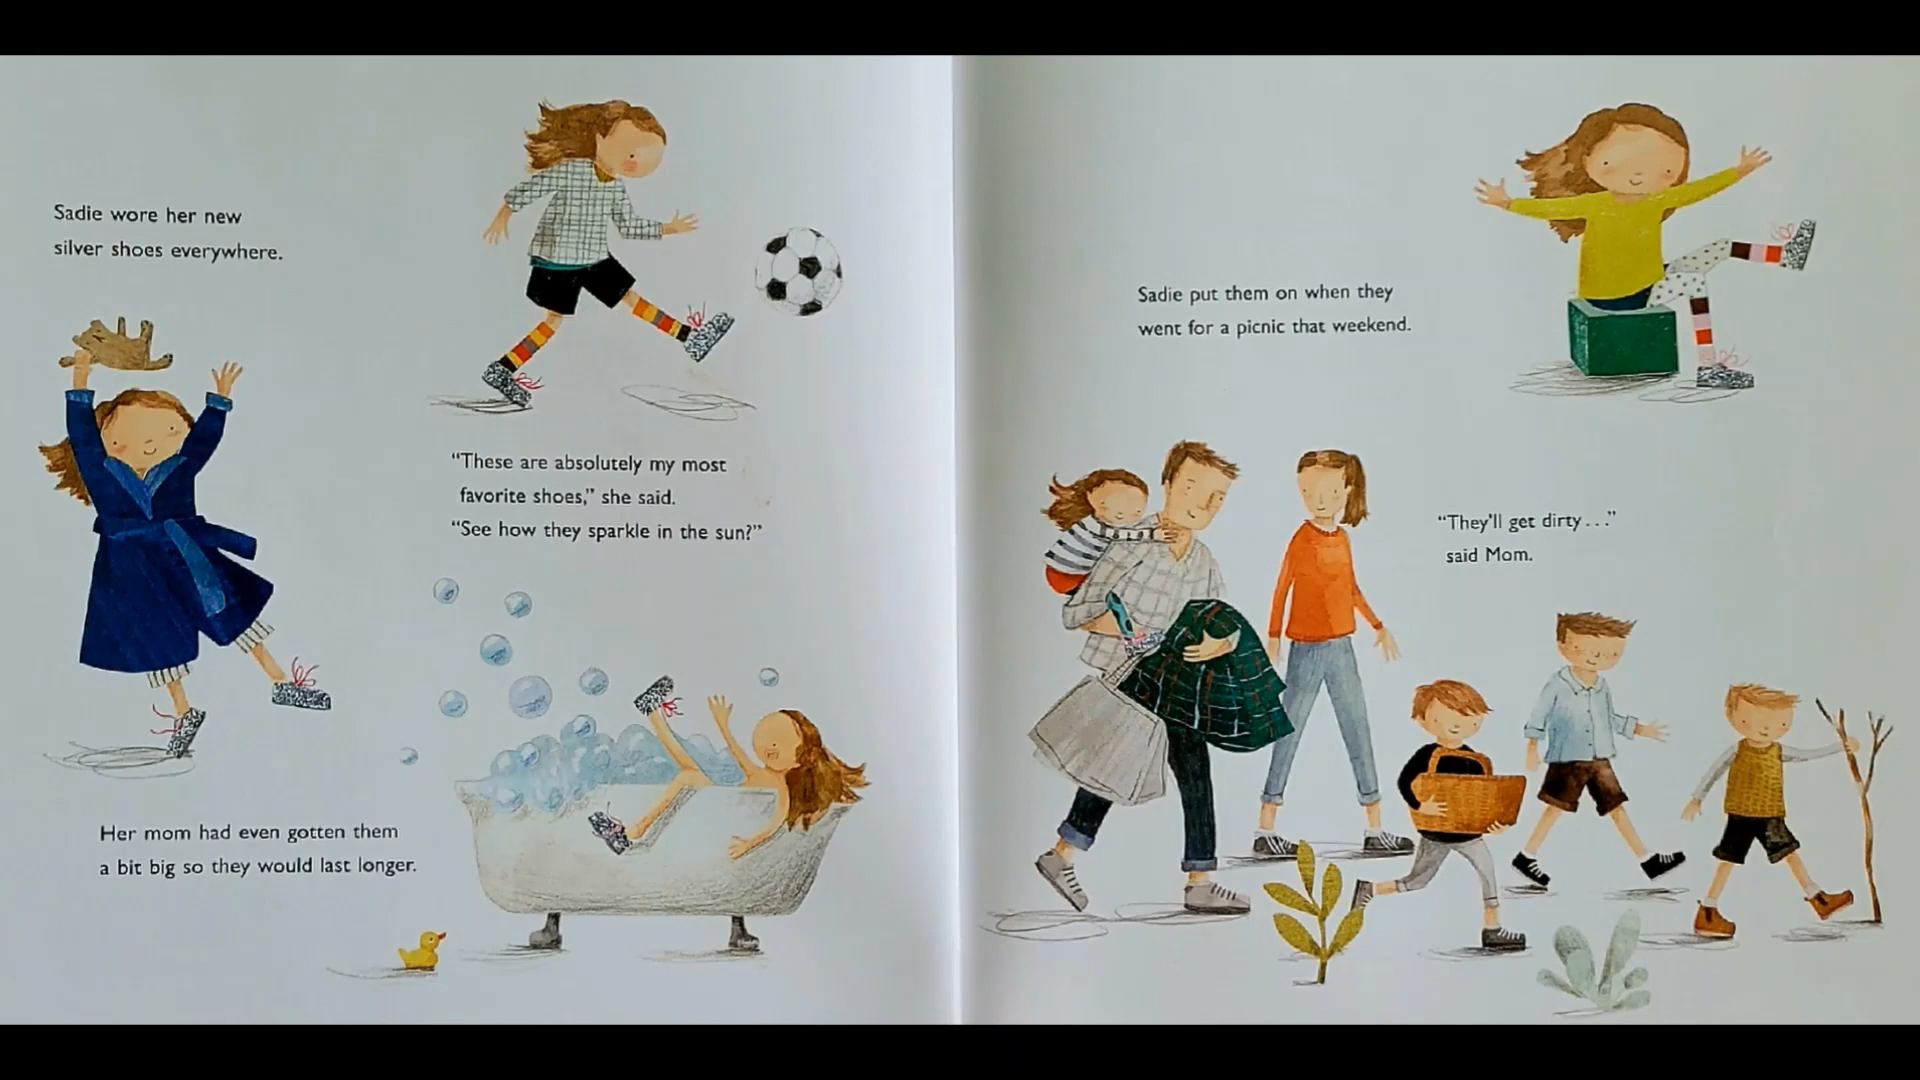 Sadie wore her new
silver shoes everywhere.
“These are absolutely my most
favorite shoes,” she said.
“See how they sparkle in the sun?”
Her mom had even gotten them
a bit big so they would last longer.
Sadie put them on when they
went for a picnic that weekend.
“They’ll get dirty . . .”
said Mom.